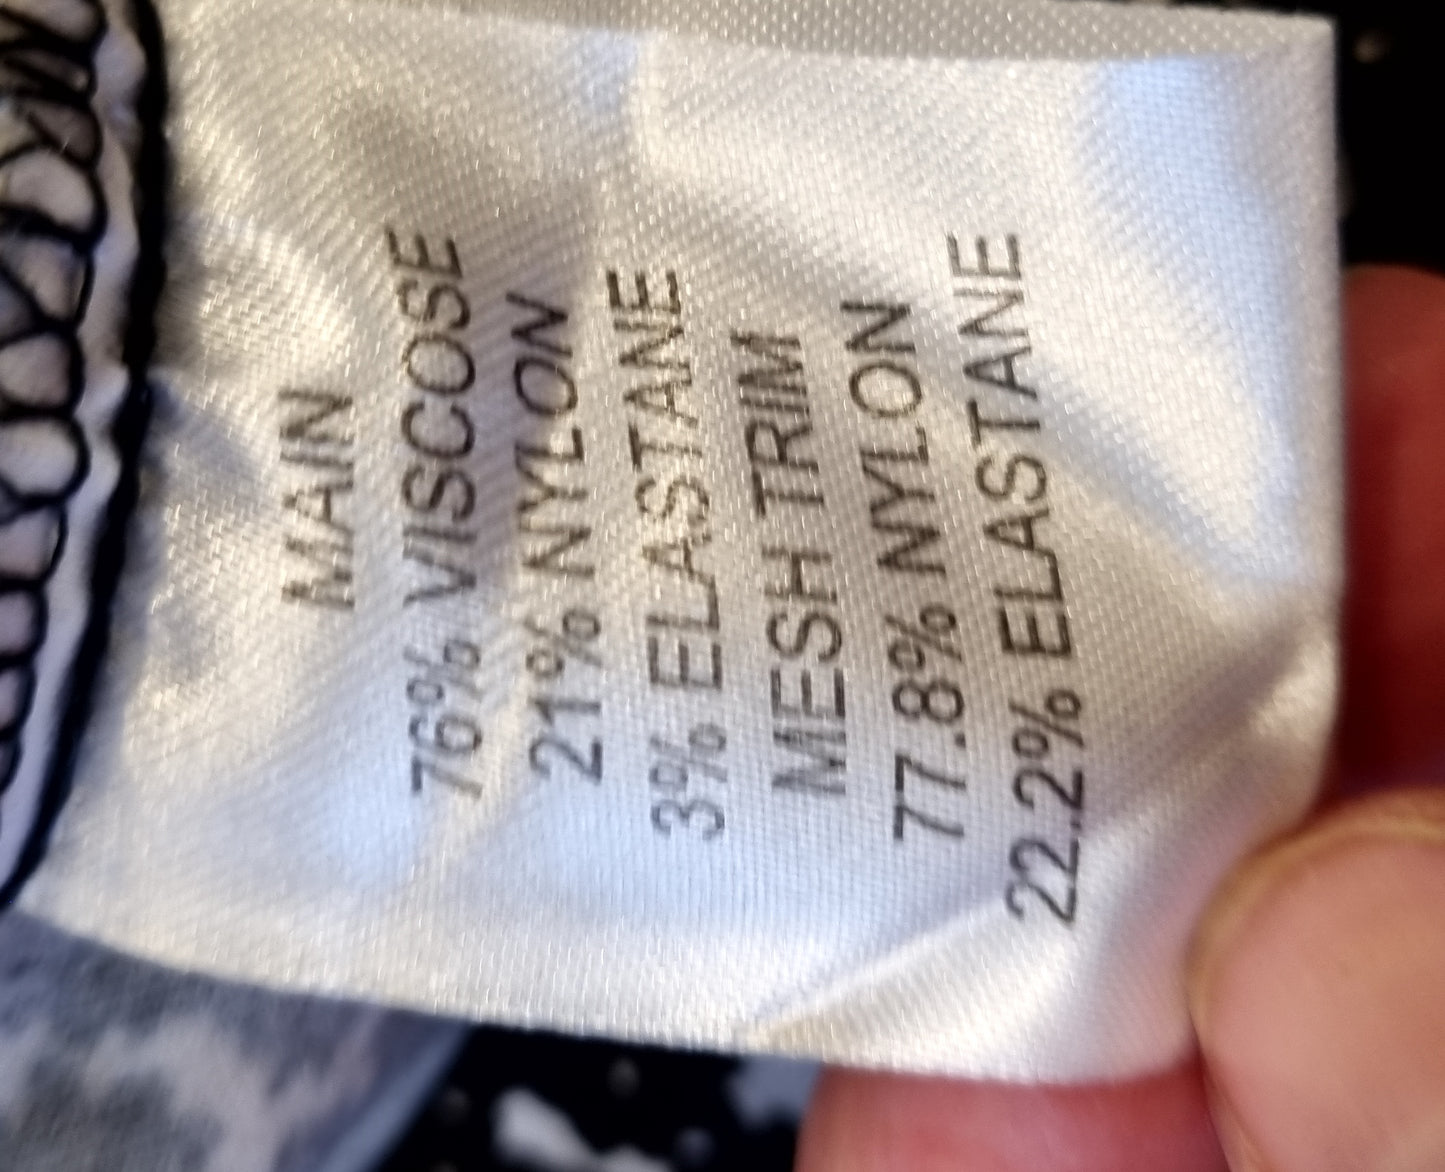 MAIN
76% VISCOSE
21% NYLON
3% ELASTANE
MESH TRIM
77.8% NYLON
22.2% ELASTANE